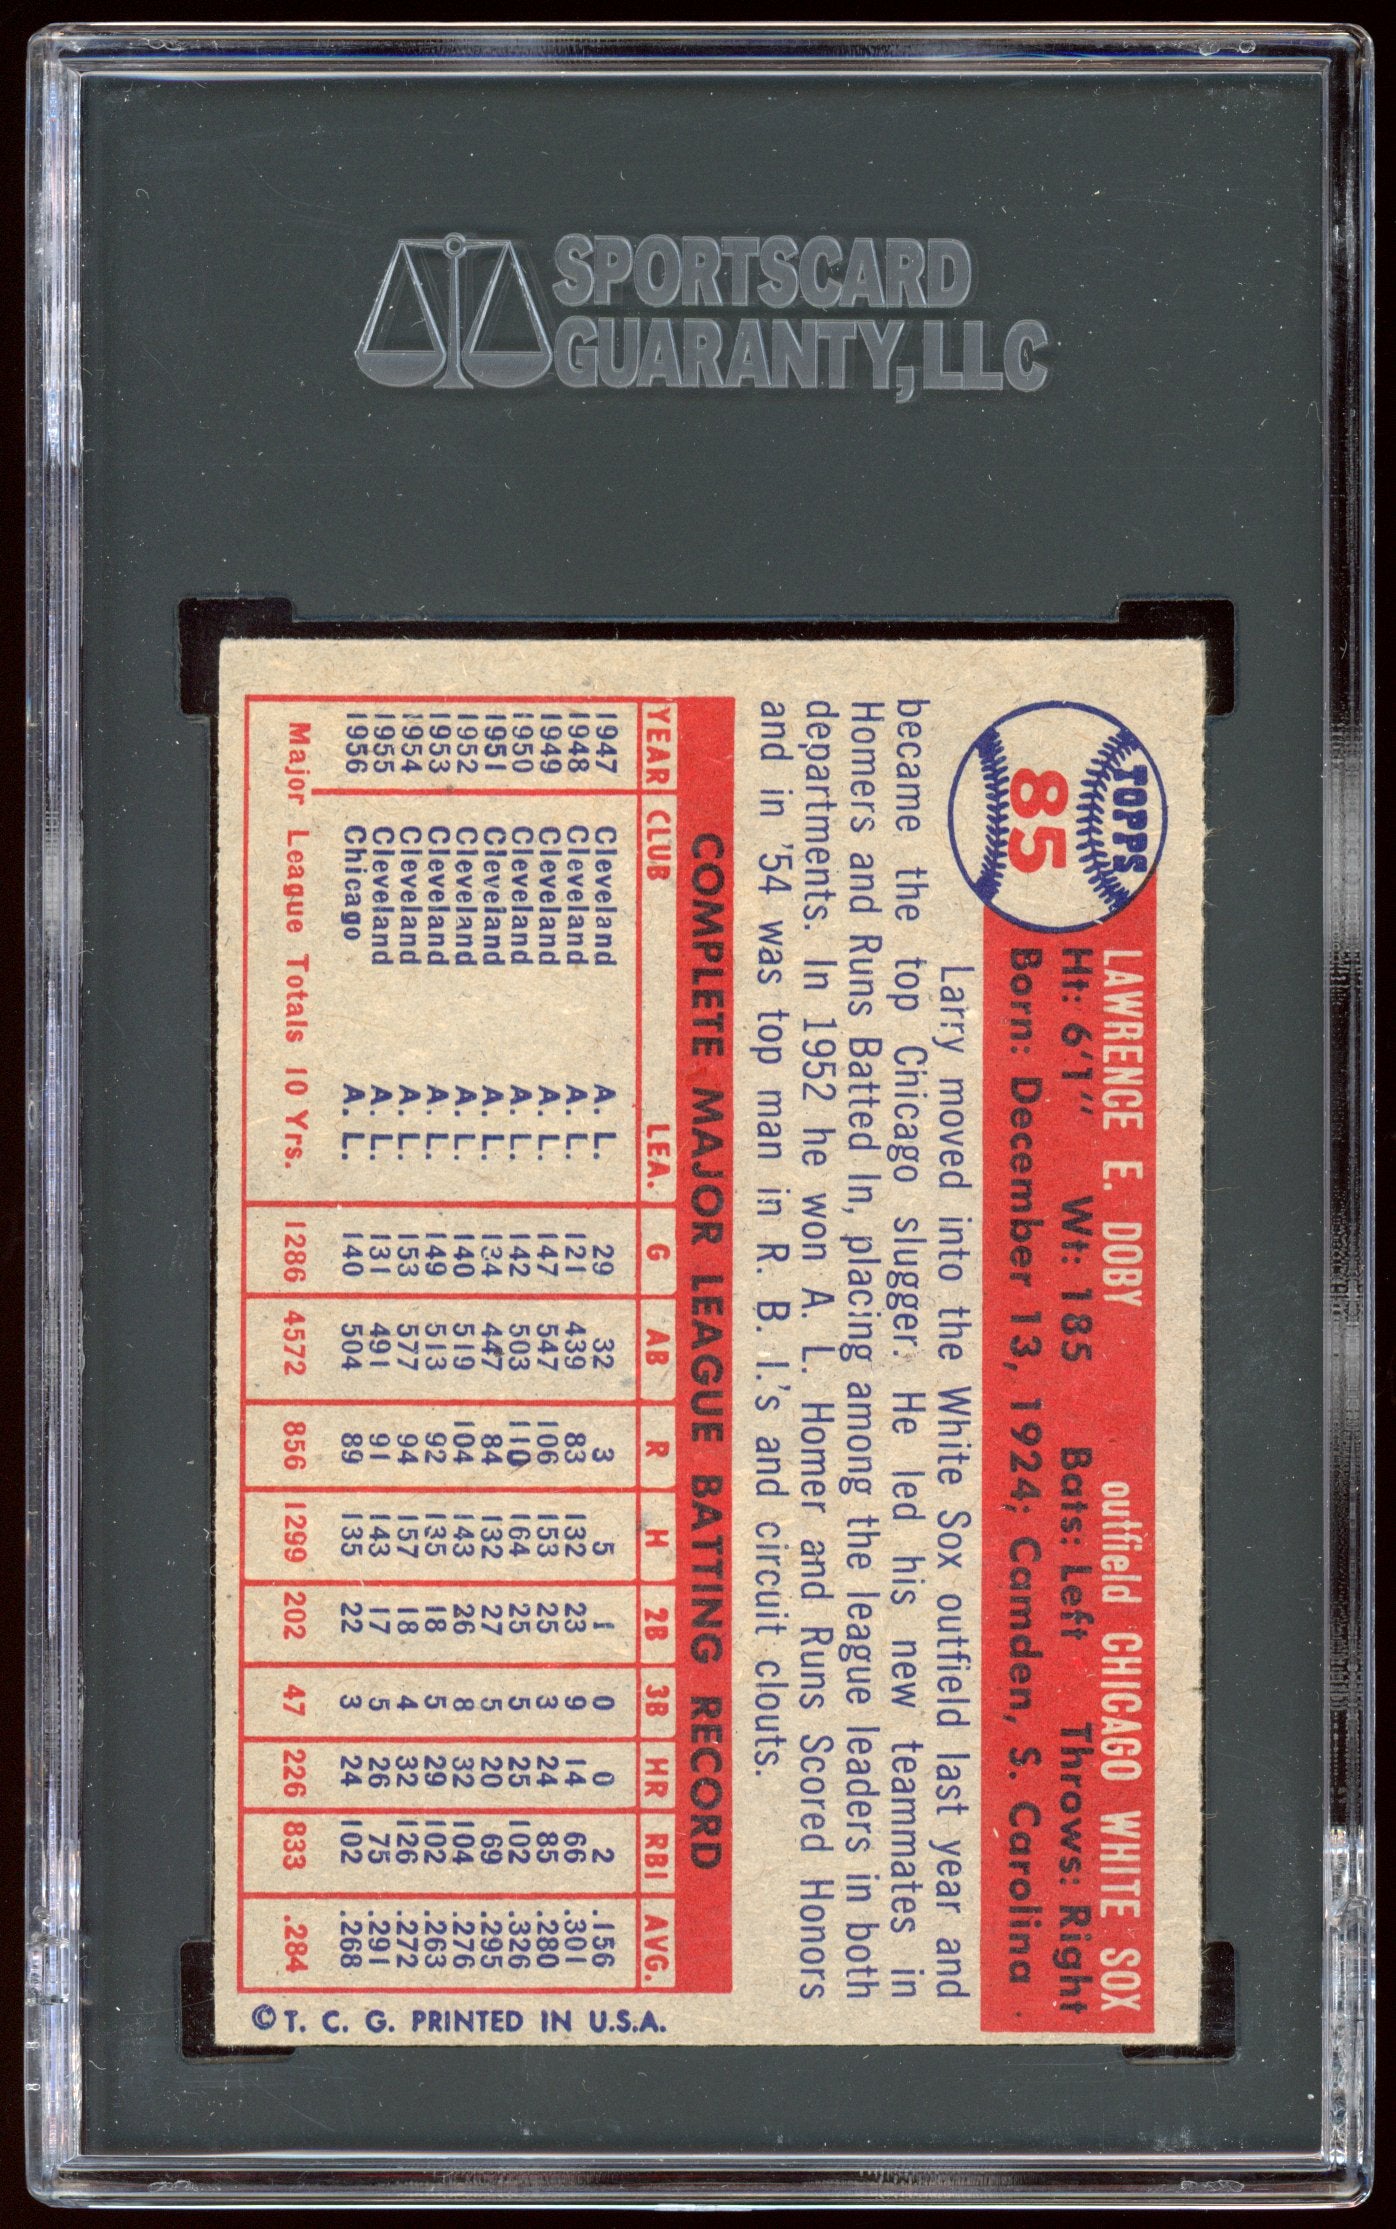 SPORTSCARD
GUARANTY, LLC
TOPPS
85
LAWRENCE E. DOBY outfield CHICAGO WHITE SOX
Ht: 6'1" Wt: 185 Bats: Left Throws: Right
Born: December 13, 1924; Camden, S. Carolina
Larry moved into the White Sox outfield last year and
became the top Chicago slugger. He led his new teammates in
Homers and Runs Batted In, placing among the league leaders in both
departments. In 1952 he won A. L. Homer and Runs Scored Honors
and in '54 was top man in R. B. I.'s and circuit clouts.
COMPLETE MAJOR LEAGUE BATTING RECORD
YEAR CLUB LEA. G AB R H 2B 3B HR RBI AVG.
1947 Cleveland A. L. 29 32 3 5 1 0 0 2 .156
1948 Cleveland A. L. 121 439 83 132 23 9 14 66 .301
1949 Cleveland A. L. 147 547 106 153 25 3 24 85 .280
1950 Cleveland A. L. 142 503 110 164 25 5 25 102 .326
1951 Cleveland A. L. 134 447 84 132 27 5 20 69 .295
1952 Cleveland A. L. 140 519 104 143 26 8 32 104 .276
1953 Cleveland A. L. 149 513 92 135 18 5 29 102 .263
1954 Cleveland A. L. 153 577 94 157 18 4 32 126 .272
1955 Cleveland A. L. 131 491 91 143 17 5 26 75 .291
1956 Chicago A. L. 140 504 89 135 22 3 24 102 .268
Major League Totals 10 Yrs. 1286 4572 856 1299 202 47 226 833 .284
© T. C. G. PRINTED IN U.S.A.